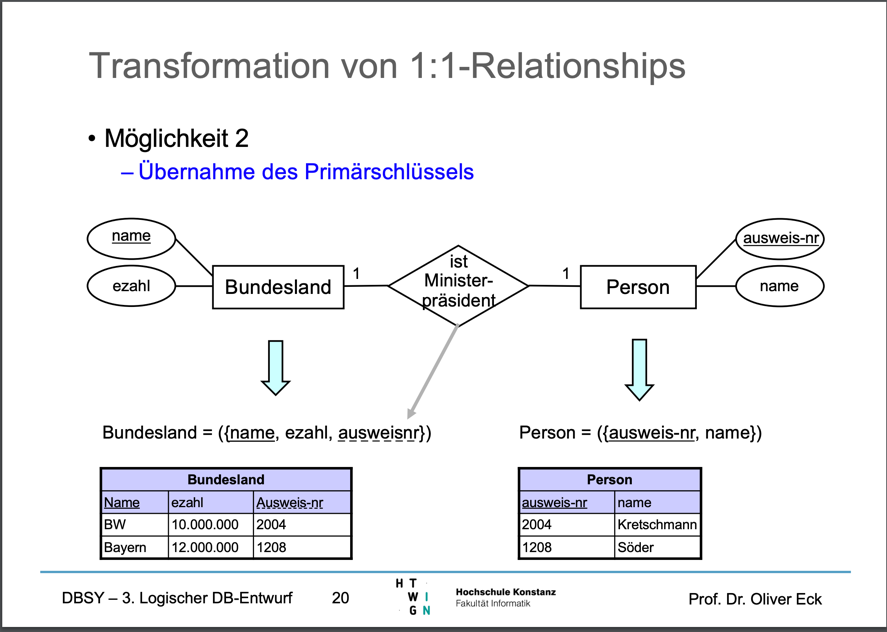 Transformation von 1:1-Relationships
• Möglichkeit 2
– Übernahme des Primärschlüssels
name
ezahl
Bundesland
1
ist
Minister-
präsident
1
Person
ausweis-nr
name
Bundesland = ({name, ezahl, ausweisnr})
Person = ({ausweis-nr, name})
Bundesland
Name ezahl Ausweis-nr
BW 10.000.000 2004
Bayern 12.000.000 1208
Person
ausweis-nr name
2004 Kretschmann
1208 Söder
DBSY – 3. Logischer DB-Entwurf
20
H T
W I
G N
Hochschule Konstanz
Fakultät Informatik
Prof. Dr. Oliver Eck